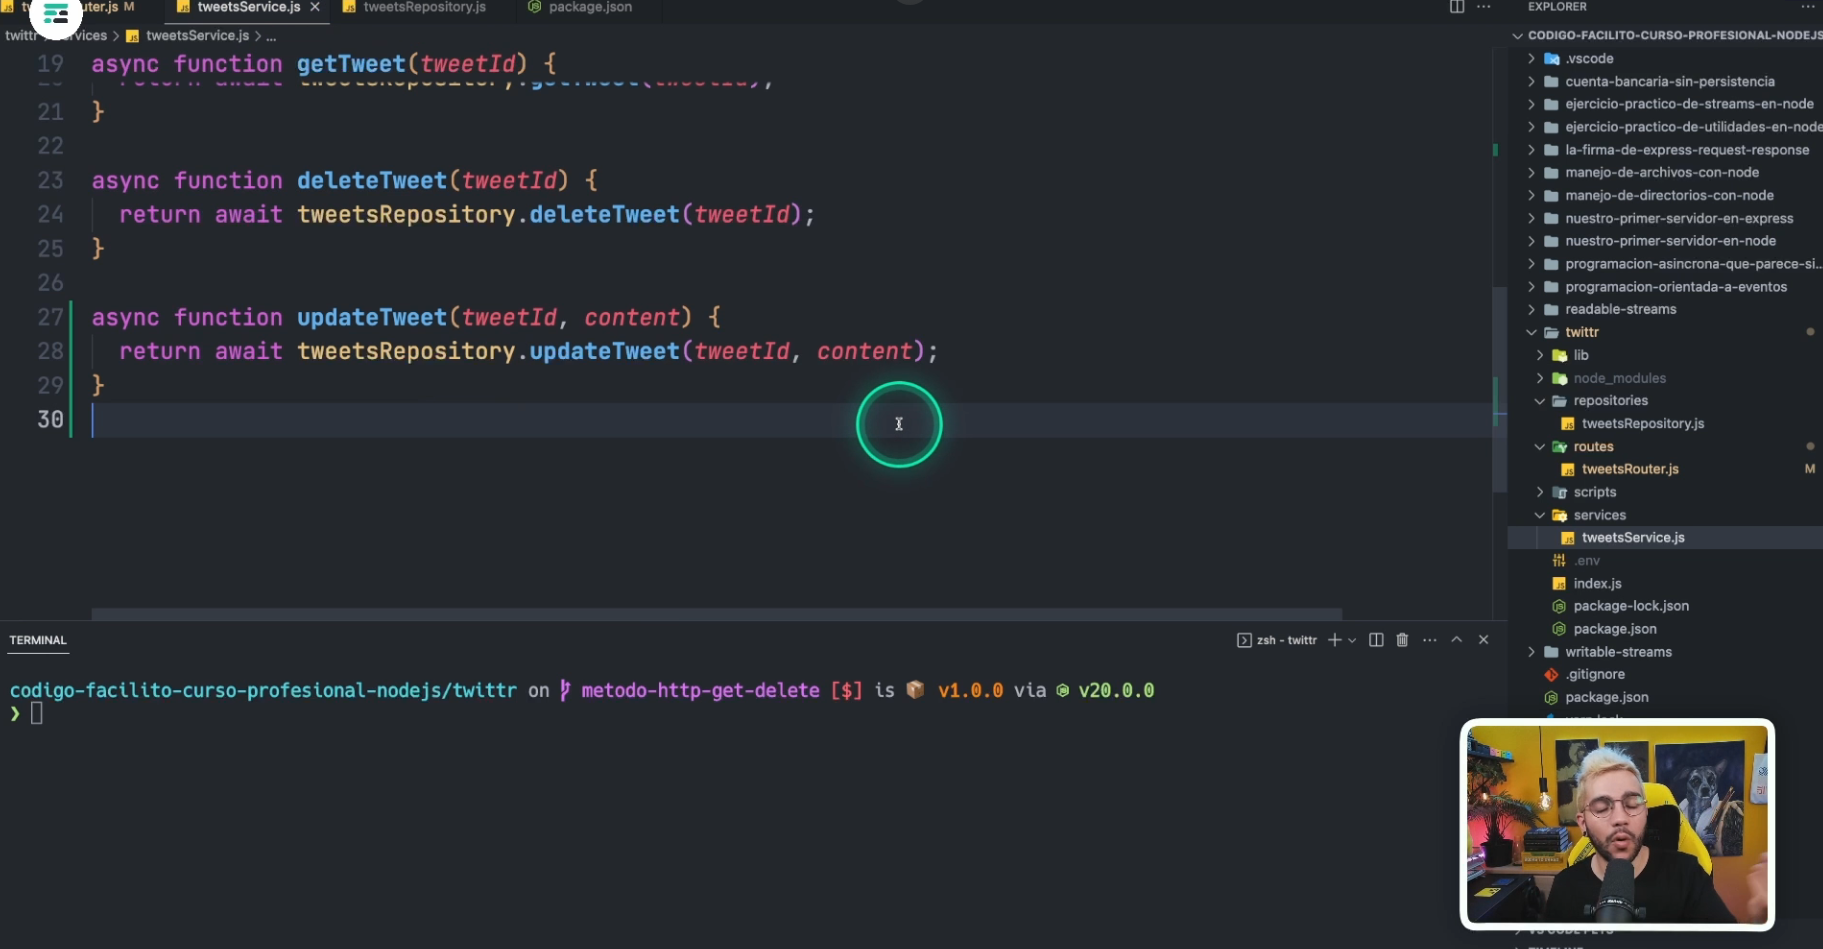 uter.js M
tweetsService.js
tweetsRepository.js
package.json
EXPLORER
twittr
vices > tweetsService.js > ...
19 async function getTweet(tweetId) {
return await tweetsRepository.getTweet(tweetId);
21 }
22
23 async function deleteTweet(tweetId) {
24 return await tweetsRepository.deleteTweet(tweetId);
25 }
26
27 async function updateTweet(tweetId, content) {
28 return await tweetsRepository.updateTweet(tweetId, content);
29 }
30
CODIGO-FACILITO-CURSO-PROFESIONAL-NODEJS
.vscode
cuenta-bancaria-sin-persistencia
ejercicio-practico-de-streams-en-node
ejercicio-practico-de-utilidades-en-node
la-firma-de-express-request-response
manejo-de-archivos-con-node
manejo-de-directorios-con-node
nuestro-primer-servidor-en-express
nuestro-primer-servidor-en-node
programacion-asincrona-que-parece-si...
programacion-orientada-a-eventos
readable-streams
twittr
lib
node_modules
repositories
tweetsRepository.js
routes
tweetsRouter.js M
scripts
services
tweetsService.js
.env
index.js
package-lock.json
package.json
writable-streams
.gitignore
package.json
TERMINAL
zsh - twittr
codigo-facilito-curso-profesional-nodejs/twittr on metodo-http-get-delete [$] is 📦 v1.0.0 via v20.0.0
❯